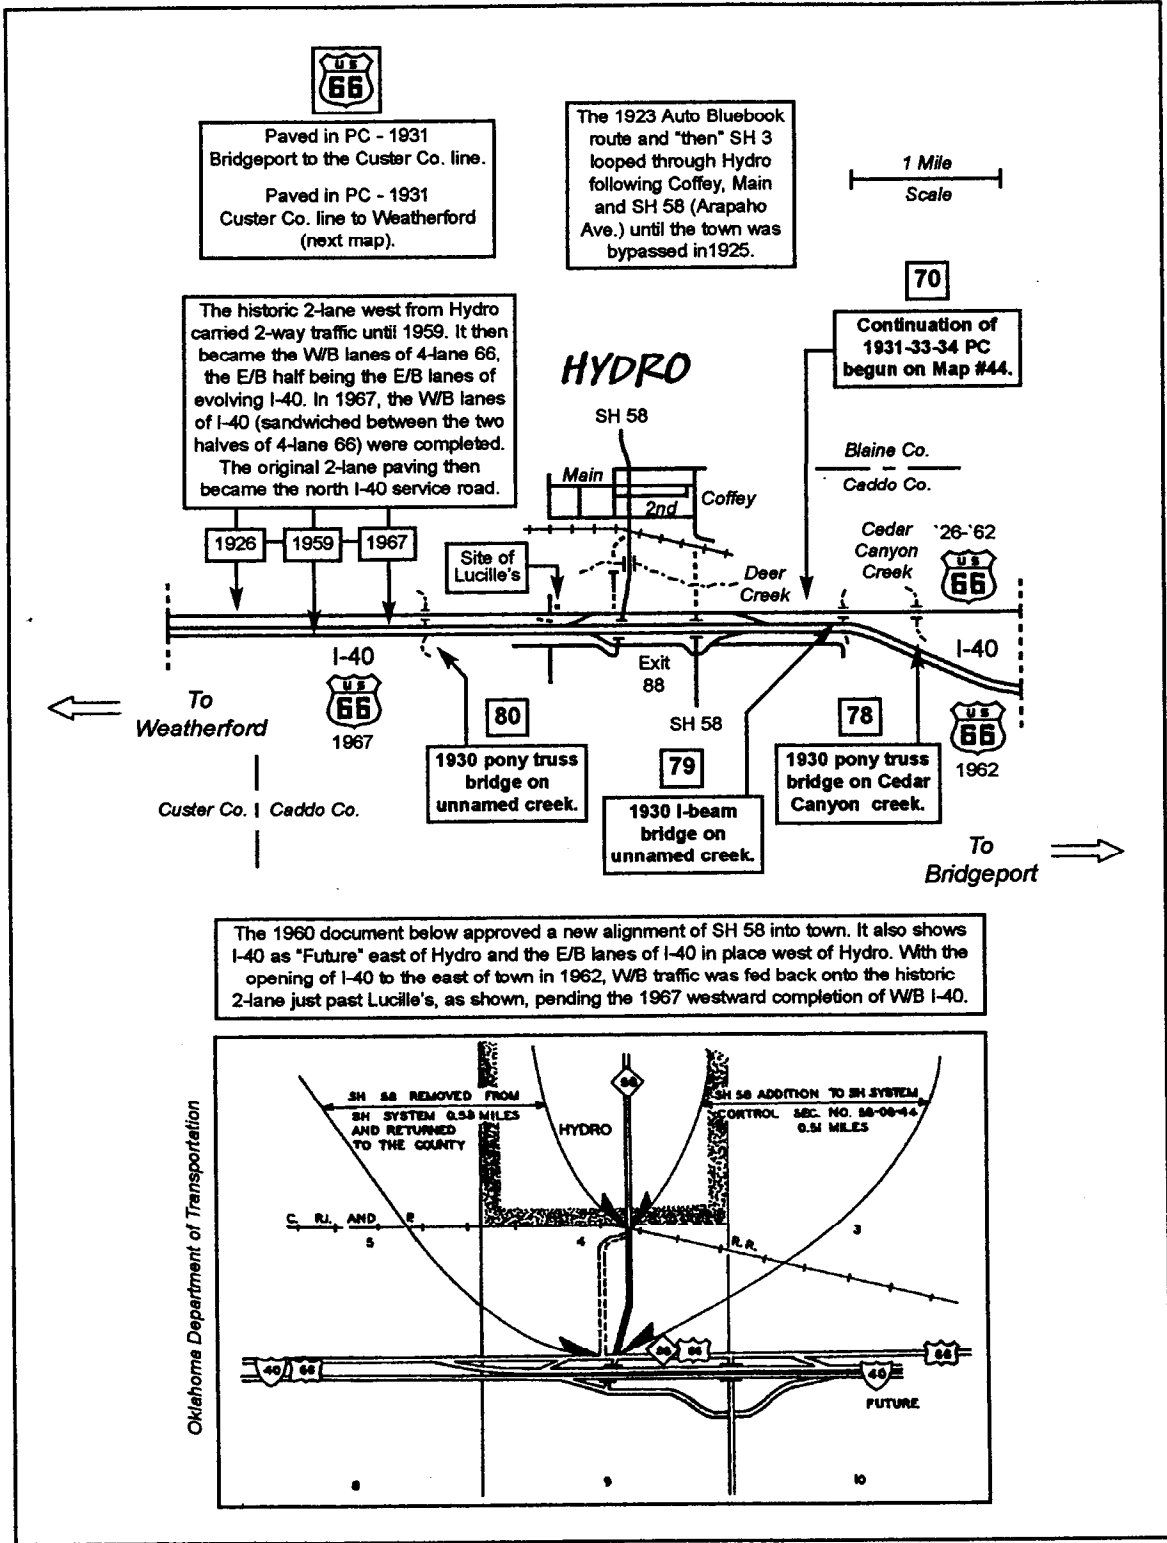 US
66
Paved in PC - 1931
Bridgeport to the Custer Co. line.
Paved in PC - 1931
Custer Co. line to Weatherford
(next map).
The 1923 Auto Bluebook
route and "then" SH 3
looped through Hydro
following Coffey, Main
and SH 58 (Arapaho
Ave.) until the town was
bypassed in1925.
1 Mile
Scale
70
Continuation of
1931-33-34 PC
begun on Map #44.
The historic 2-lane west from Hydro
carried 2-way traffic until 1959. It then
became the W/B lanes of 4-lane 66,
the E/B half being the E/B lanes of
evolving I-40. In 1967, the W/B lanes
of I-40 (sandwiched between the two
halves of 4-lane 66) were completed.
The original 2-lane paving then
became the north I-40 service road.
HYDRO
SH 58
Main
2nd
Coffey
Blaine Co.
Caddo Co.
1926
1959
1967
Site of
Lucille's
Deer
Creek
Cedar
Canyon
Creek
'26-'62
US
66
I-40
US
66
1967
Exit
88
SH 58
I-40
US
66
1962
To
Weatherford
80
1930 pony truss
bridge on
unnamed creek.
79
1930 I-beam
bridge on
unnamed creek.
78
1930 pony truss
bridge on Cedar
Canyon creek.
Custer Co.
Caddo Co.
To
Bridgeport
The 1960 document below approved a new alignment of SH 58 into town. It also shows
I-40 as "Future" east of Hydro and the E/B lanes of I-40 in place west of Hydro. With the
opening of I-40 to the east of town in 1962, W/B traffic was fed back onto the historic
2-lane just past Lucille's, as shown, pending the 1967 westward completion of W/B I-40.
Oklahoma Department of Transportation
SH 58 REMOVED FROM
SH SYSTEM 0.53 MILES
AND RETURNED
TO THE COUNTY
HYDRO
58
SH 58 ADDITION TO SH SYSTEM
CONTROL SEC. NO. 58-08-44
0.51 MILES
C. R.I. AND P.
R.R.
5
4
3
40
66
58
66
66
40
FUTURE
8
9
10